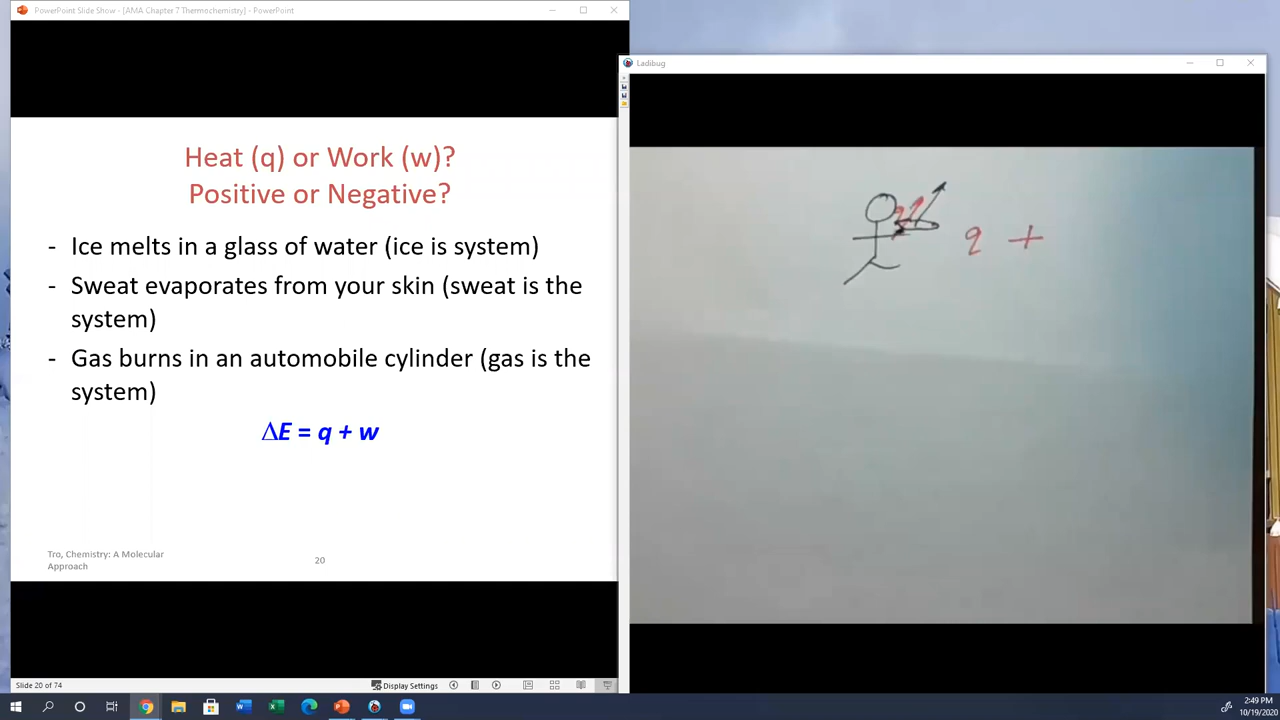 PowerPoint Slide Show - [AMA Chapter 7 Thermochemistry] - PowerPoint
Ladibug
Heat (q) or Work (w)?
Positive or Negative?
- Ice melts in a glass of water (ice is system)
- Sweat evaporates from your skin (sweat is the
system)
- Gas burns in an automobile cylinder (gas is the
system)
ΔE = q + w
Tro, Chemistry: A Molecular
Approach
20
q +
Slide 20 of 74
Display Settings
2:49 PM
10/19/2020